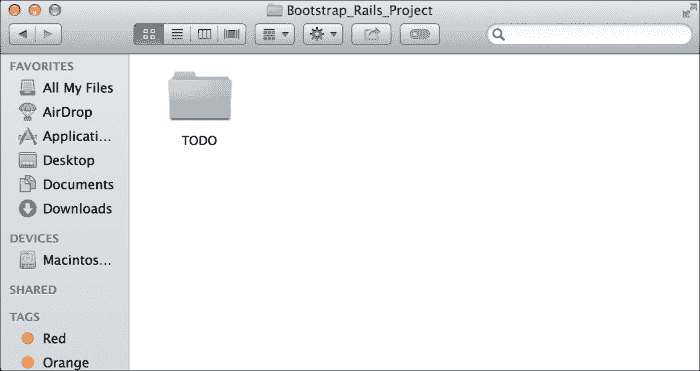 Bootstrap_Rails_Project
FAVORITES
All My Files
AirDrop
Applicati...
Desktop
Documents
Downloads
DEVICES
Macintos...
SHARED
TAGS
Red
Orange
TODO